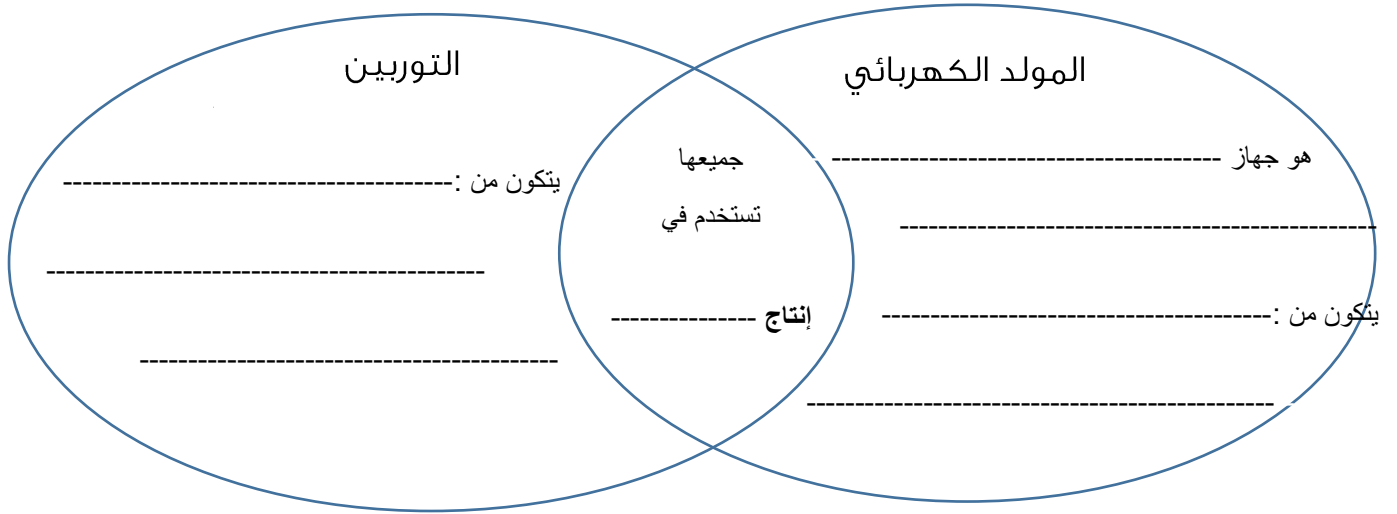 المولد الكهربائي
هو جهاز ---------------------------------------
------------------------------------------------
يتكون من :---------------------------------------
-----------------------------------------------
جميعها
تستخدم في
إنتاج ---------------
التوربين
يتكون من :----------------------------------------
---------------------------------------------
-------------------------------------------